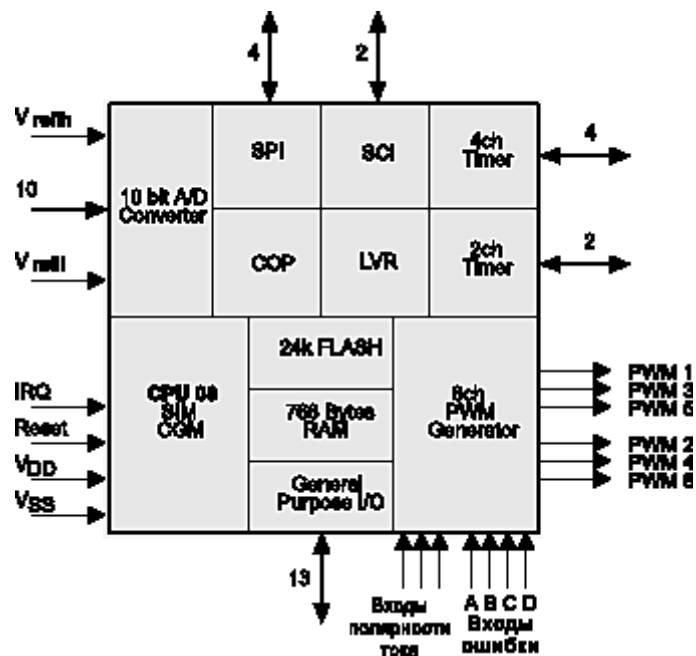 4
2
V refh
10
V refl
IRQ
Reset
VDD
VSS
10 bit A/D
Converter
SPI
SCI
4ch
Timer
COP
LVR
2ch
Timer
CPU 08
SIM
CGM
24k FLASH
768 Bytes
RAM
General
Purpose I/O
6ch
PWM
Generator
4
2
PWM 1
PWM 3
PWM 5
PWM 2
PWM 4
PWM 6
13
Входы
полярности
тока
A B C D
Входы
ошибки